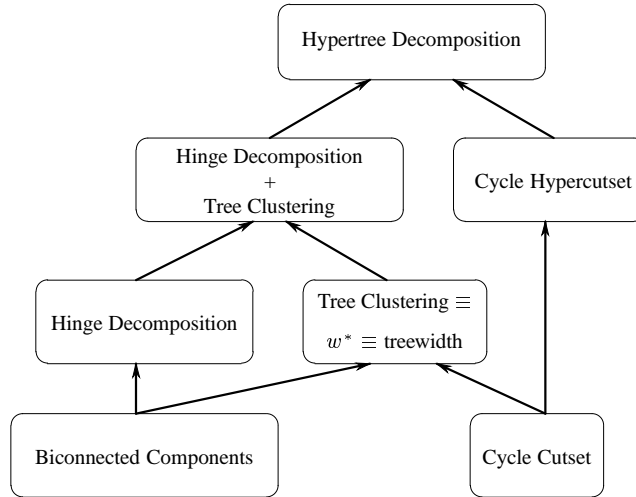 Hypertree Decomposition
Hinge Decomposition
+
Tree Clustering
Cycle Hypercutset
Hinge Decomposition
Tree Clustering ≡
w* ≡ treewidth
Biconnected Components
Cycle Cutset